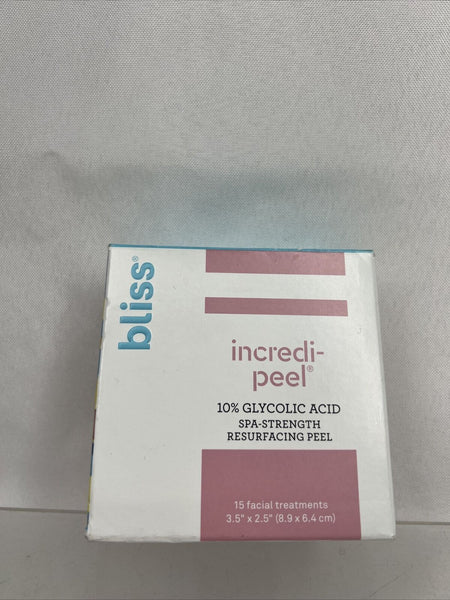 bliss®
incredi-
peel®
10% GLYCOLIC ACID
SPA-STRENGTH
RESURFACING PEEL
15 facial treatments
3.5" x 2.5" (8.9 x 6.4 cm)